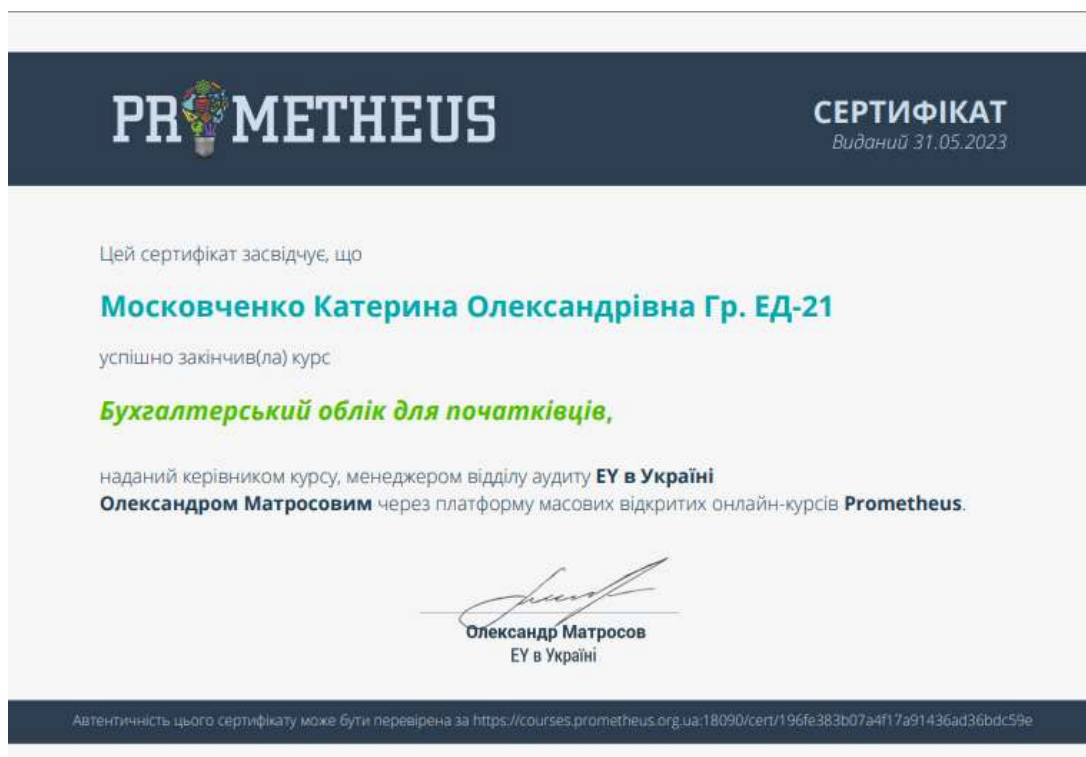 PROMETHEUS
СЕРТИФІКАТ
Виданий 31.05.2023
Цей сертифікат засвідчує, що
Московченко Катерина Олександрівна Гр. ЕД-21
успішно закінчив(ла) курс
Бухгалтерський облік для початківців,
наданий керівником курсу, менеджером відділу аудиту EY в Україні
Олександром Матросовим через платформу масових відкритих онлайн-курсів Prometheus.
Олександр Матросов
EY в Україні
Автентичність цього сертифікату може бути перевірена за https://courses.prometheus.org.ua:18090/cert/196fe383b07a4f17a91436ad36bdc59e